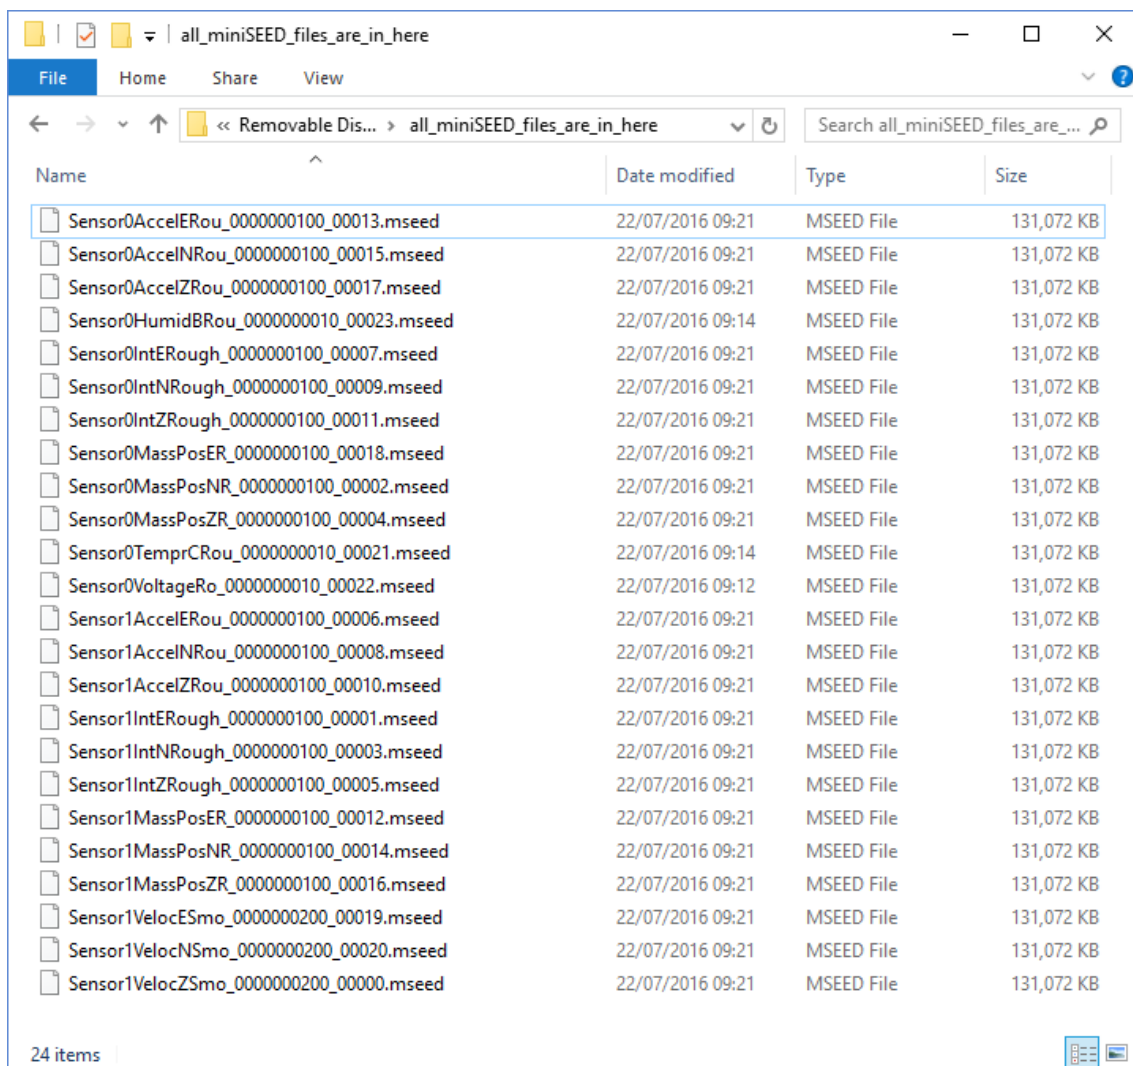 all_miniSEED_files_are_in_here
File Home Share View
« Removable Dis... › all_miniSEED_files_are_in_here Search all_miniSEED_files_are_...
Name Date modified Type Size
Sensor0AccelERou_0000000100_00013.mseed 22/07/2016 09:21 MSEED File 131,072 KB
Sensor0AccelNRou_0000000100_00015.mseed 22/07/2016 09:21 MSEED File 131,072 KB
Sensor0AccelZRou_0000000100_00017.mseed 22/07/2016 09:21 MSEED File 131,072 KB
Sensor0HumidBRou_0000000010_00023.mseed 22/07/2016 09:14 MSEED File 131,072 KB
Sensor0IntERough_0000000100_00007.mseed 22/07/2016 09:21 MSEED File 131,072 KB
Sensor0IntNRough_0000000100_00009.mseed 22/07/2016 09:21 MSEED File 131,072 KB
Sensor0IntZRough_0000000100_00011.mseed 22/07/2016 09:21 MSEED File 131,072 KB
Sensor0MassPosER_0000000100_00018.mseed 22/07/2016 09:21 MSEED File 131,072 KB
Sensor0MassPosNR_0000000100_00002.mseed 22/07/2016 09:21 MSEED File 131,072 KB
Sensor0MassPosZR_0000000100_00004.mseed 22/07/2016 09:21 MSEED File 131,072 KB
Sensor0TemprCRou_0000000010_00021.mseed 22/07/2016 09:14 MSEED File 131,072 KB
Sensor0VoltageRo_0000000010_00022.mseed 22/07/2016 09:12 MSEED File 131,072 KB
Sensor1AccelERou_0000000100_00006.mseed 22/07/2016 09:21 MSEED File 131,072 KB
Sensor1AccelNRou_0000000100_00008.mseed 22/07/2016 09:21 MSEED File 131,072 KB
Sensor1AccelZRou_0000000100_00010.mseed 22/07/2016 09:21 MSEED File 131,072 KB
Sensor1IntERough_0000000100_00001.mseed 22/07/2016 09:21 MSEED File 131,072 KB
Sensor1IntNRough_0000000100_00003.mseed 22/07/2016 09:21 MSEED File 131,072 KB
Sensor1IntZRough_0000000100_00005.mseed 22/07/2016 09:21 MSEED File 131,072 KB
Sensor1MassPosER_0000000100_00012.mseed 22/07/2016 09:21 MSEED File 131,072 KB
Sensor1MassPosNR_0000000100_00014.mseed 22/07/2016 09:21 MSEED File 131,072 KB
Sensor1MassPosZR_0000000100_00016.mseed 22/07/2016 09:21 MSEED File 131,072 KB
Sensor1VelocESmo_0000000200_00019.mseed 22/07/2016 09:21 MSEED File 131,072 KB
Sensor1VelocNSmo_0000000200_00020.mseed 22/07/2016 09:21 MSEED File 131,072 KB
Sensor1VelocZSmo_0000000200_00000.mseed 22/07/2016 09:21 MSEED File 131,072 KB
24 items